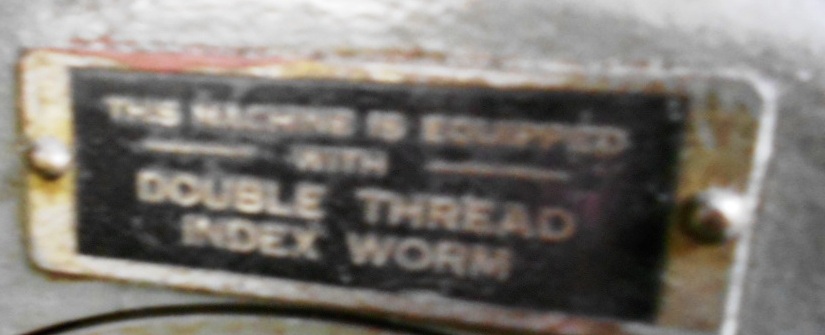 THIS MACHINE IS EQUIPPED
WITH
DOUBLE THREAD
INDEX WORM